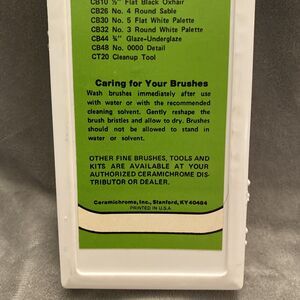 CB10 ½" Flat Black Oxhair
CB26 No. 4 Round Sable
CB30 No. 5 Flat White Palette
CB32 No. 3 Round White Palette
CB44 ¾" Glaze-Underglaze
CB48 No. 0000 Detail
CT20 Cleanup Tool
Caring for Your Brushes
Wash brushes immediately after use
with water or with the recommended
cleaning solvent. Gently reshape the
brush bristles and allow to dry. Brushes
should not be allowed to stand in
water or solvent.
OTHER FINE BRUSHES, TOOLS AND
KITS ARE AVAILABLE AT YOUR
AUTHORIZED CERAMICHROME DIS-
TRIBUTOR OR DEALER.
Ceramichrome, Inc., Stanford, KY 40484
PRINTED IN U.S.A.